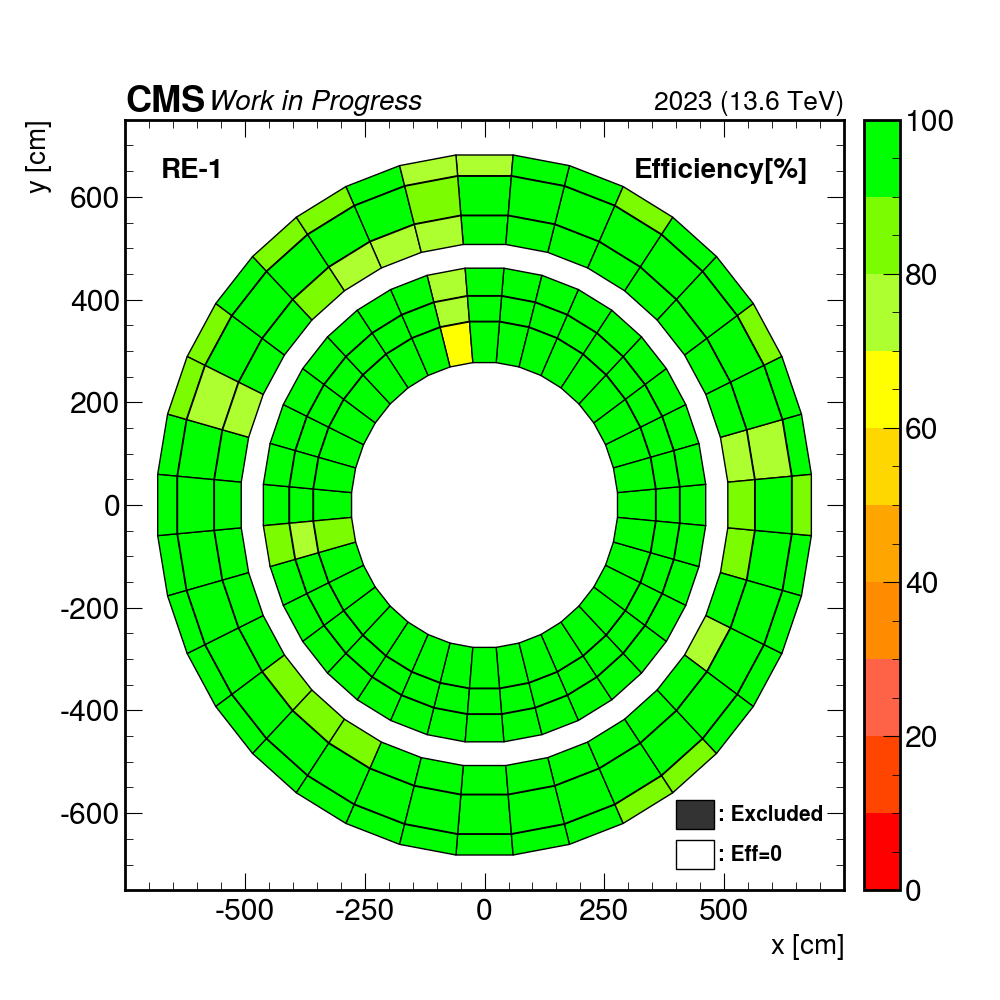 CMS Work in Progress 2023 (13.6 TeV)
y [cm]
RE-1 Efficiency[%]
600
400
200
0
-200
-400
-600
-500 -250 0 250 500
x [cm]
100
80
60
40
20
0
: Excluded
: Eff=0